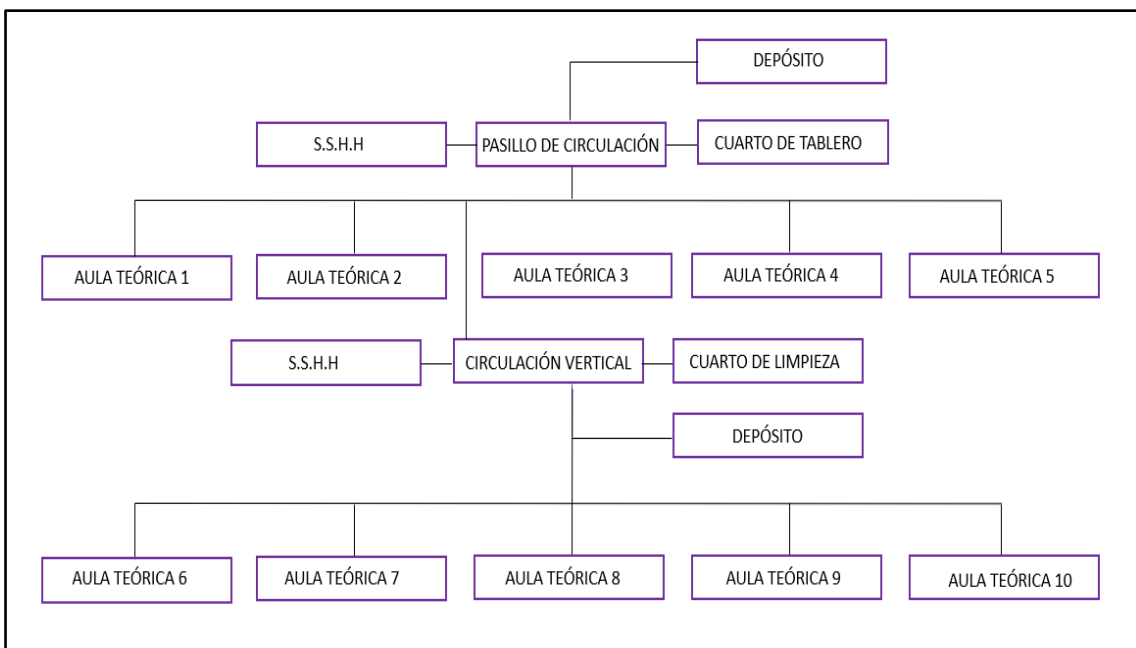 DEPÓSITO
S.S.H.H
PASILLO DE CIRCULACIÓN
CUARTO DE TABLERO
AULA TEÓRICA 1
AULA TEÓRICA 2
AULA TEÓRICA 3
AULA TEÓRICA 4
AULA TEÓRICA 5
S.S.H.H
CIRCULACIÓN VERTICAL
CUARTO DE LIMPIEZA
DEPÓSITO
AULA TEÓRICA 6
AULA TEÓRICA 7
AULA TEÓRICA 8
AULA TEÓRICA 9
AULA TEÓRICA 10